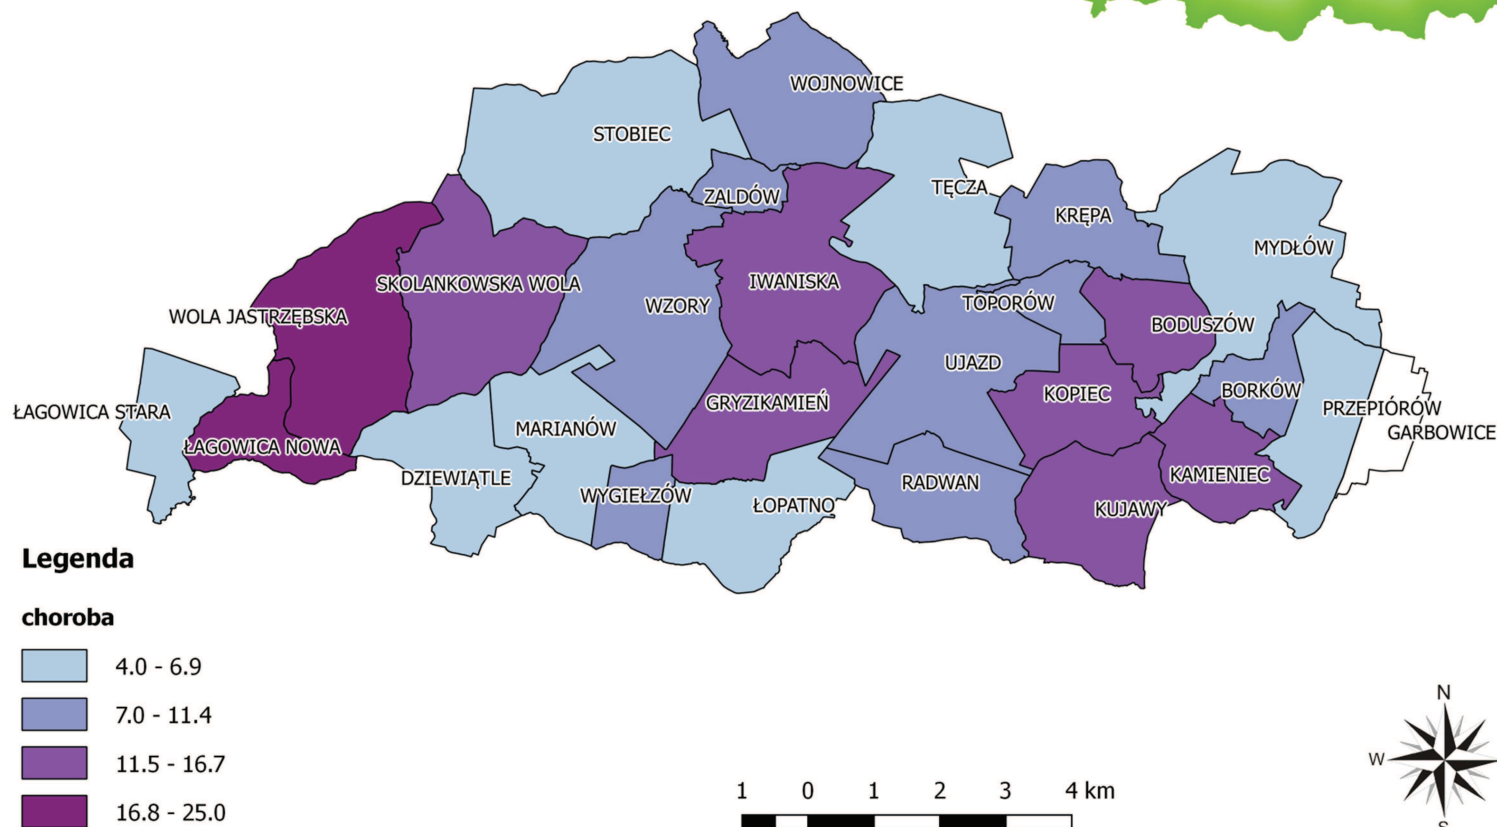 WOJNOWICE
STOBIEC
TĘCZA
ZALDÓW
KRĘPA
MYDŁÓW
SKOLANKOWSKA WOLA
IWANISKA
WZORY
TOPORÓW
WOLA JASTRZĘBSKA
BODUSZÓW
UJAZD
BORKÓW
KOPIEC
GRYZIKAMIEŃ
PRZEPIÓRÓW
ŁAGOWICA STARA
MARIANÓW
GARBOWICE
ŁAGOWICA NOWA
DZIEWIĄTLE
KAMIENIEC
RADWAN
WYGIEŁZÓW
ŁOPATNO
KUJAWY
Legenda
choroba
4.0 - 6.9
7.0 - 11.4
11.5 - 16.7
16.8 - 25.0
1 0 1 2 3 4 km
N
W
S